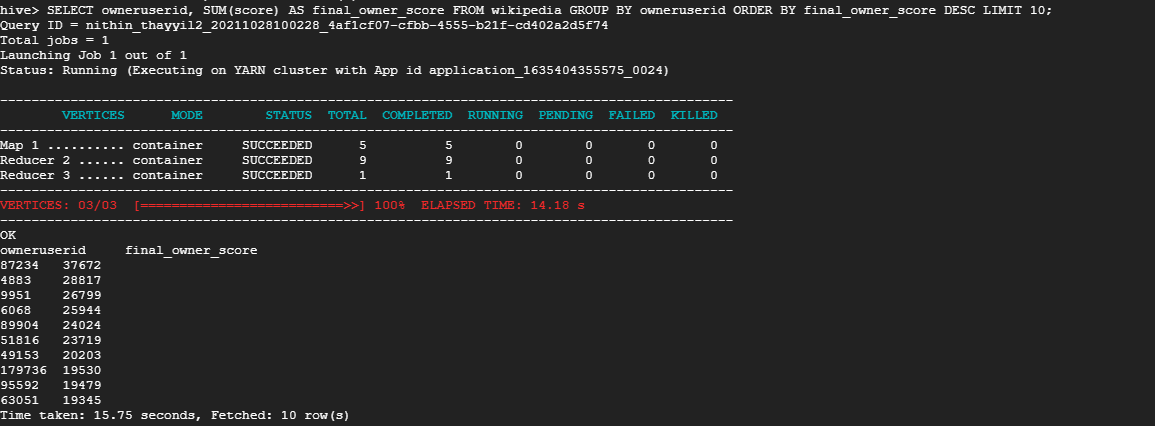 hive> SELECT owneruserid, SUM(score) AS final_owner_score FROM wikipedia GROUP BY owneruserid ORDER BY final_owner_score DESC LIMIT 10;
Query ID = nithin_thayyil2_20211028100228_4af1cf07-cfbb-4555-b21f-cd402a2d5f74
Total jobs = 1
Launching Job 1 out of 1
Status: Running (Executing on YARN cluster with App id application_1635404355575_0024)
----------------------------------------------------------------------------------------------
VERTICES MODE STATUS TOTAL COMPLETED RUNNING PENDING FAILED KILLED
----------------------------------------------------------------------------------------------
Map 1 .......... container SUCCEEDED 5 5 0 0 0 0
Reducer 2 ...... container SUCCEEDED 9 9 0 0 0 0
Reducer 3 ...... container SUCCEEDED 1 1 0 0 0 0
----------------------------------------------------------------------------------------------
VERTICES: 03/03 [==========================>>] 100% ELAPSED TIME: 14.18 s
----------------------------------------------------------------------------------------------
OK
owneruserid final_owner_score
87234 37672
4883 28817
9951 26799
6068 25944
89904 24024
51816 23719
49153 20203
179736 19530
95592 19479
63051 19345
Time taken: 15.75 seconds, Fetched: 10 row(s)